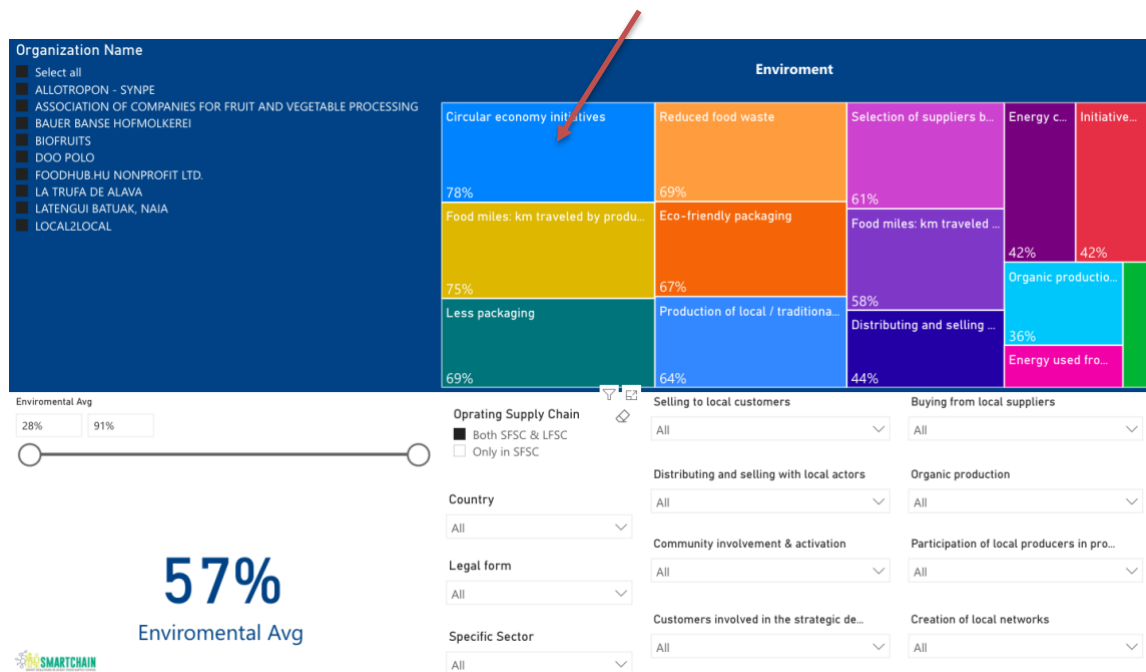 Organization Name
Select all
ALLOTROPON - SYNPE
ASSOCIATION OF COMPANIES FOR FRUIT AND VEGETABLE PROCESSING
BAUER BANSE HOFMOLKEREI
BIOFRUITS
DOO POLO
FOODHUB.HU NONPROFIT LTD.
LA TRUFA DE ALAVA
LATENGUI BATUAK, NAIA
LOCAL2LOCAL
Enviroment
Circular economy initiatives
78%
Food miles: km traveled by produ...
75%
Less packaging
69%
Reduced food waste
69%
Eco-friendly packaging
67%
Production of local / traditiona...
64%
Selection of suppliers b...
61%
Food miles: km traveled ...
58%
Distributing and selling ...
44%
Energy c...
42%
Initiative...
42%
Organic productio...
36%
Energy used fro...
Enviromental Avg
28%
91%
57%
Enviromental Avg
SMARTCHAIN
Oprating Supply Chain
Both SFSC & LFSC
Only in SFSC
Country
All
Legal form
All
Specific Sector
All
Selling to local customers
All
Distributing and selling with local actors
All
Community involvement & activation
All
Customers involved in the strategic de...
All
Buying from local suppliers
All
Organic production
All
Participation of local producers in pro...
All
Creation of local networks
All